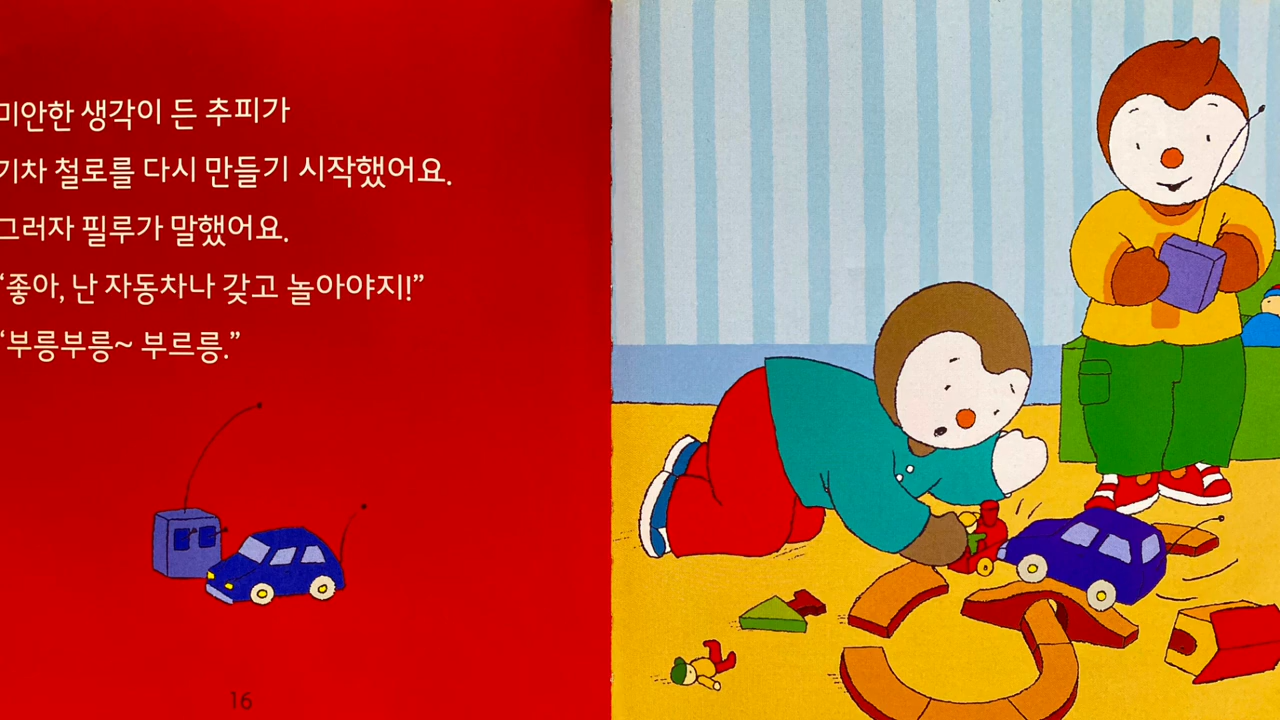 미안한 생각이 든 추피가
기차 철로를 다시 만들기 시작했어요.
그러자 필루가 말했어요.
“좋아, 난 자동차나 갖고 놀아야지!”
“부릉부릉~ 부르릉.”
16